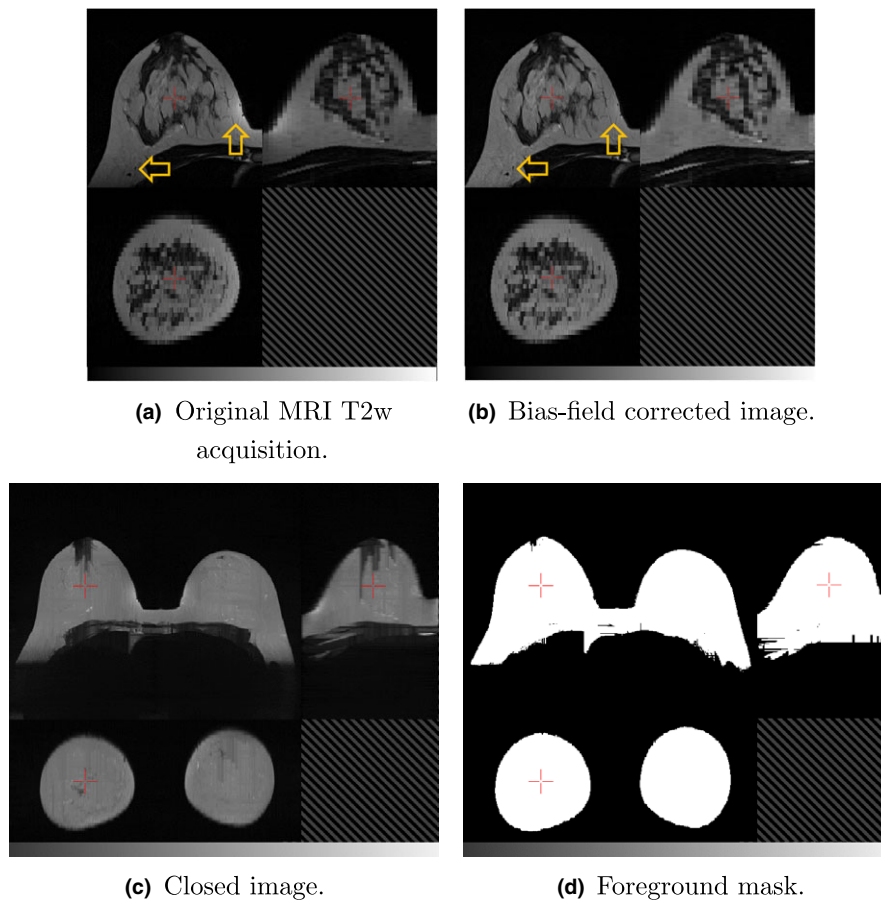 (a) Original MRI T2w
acquisition.
(b) Bias-field corrected image.
(c) Closed image.
(d) Foreground mask.